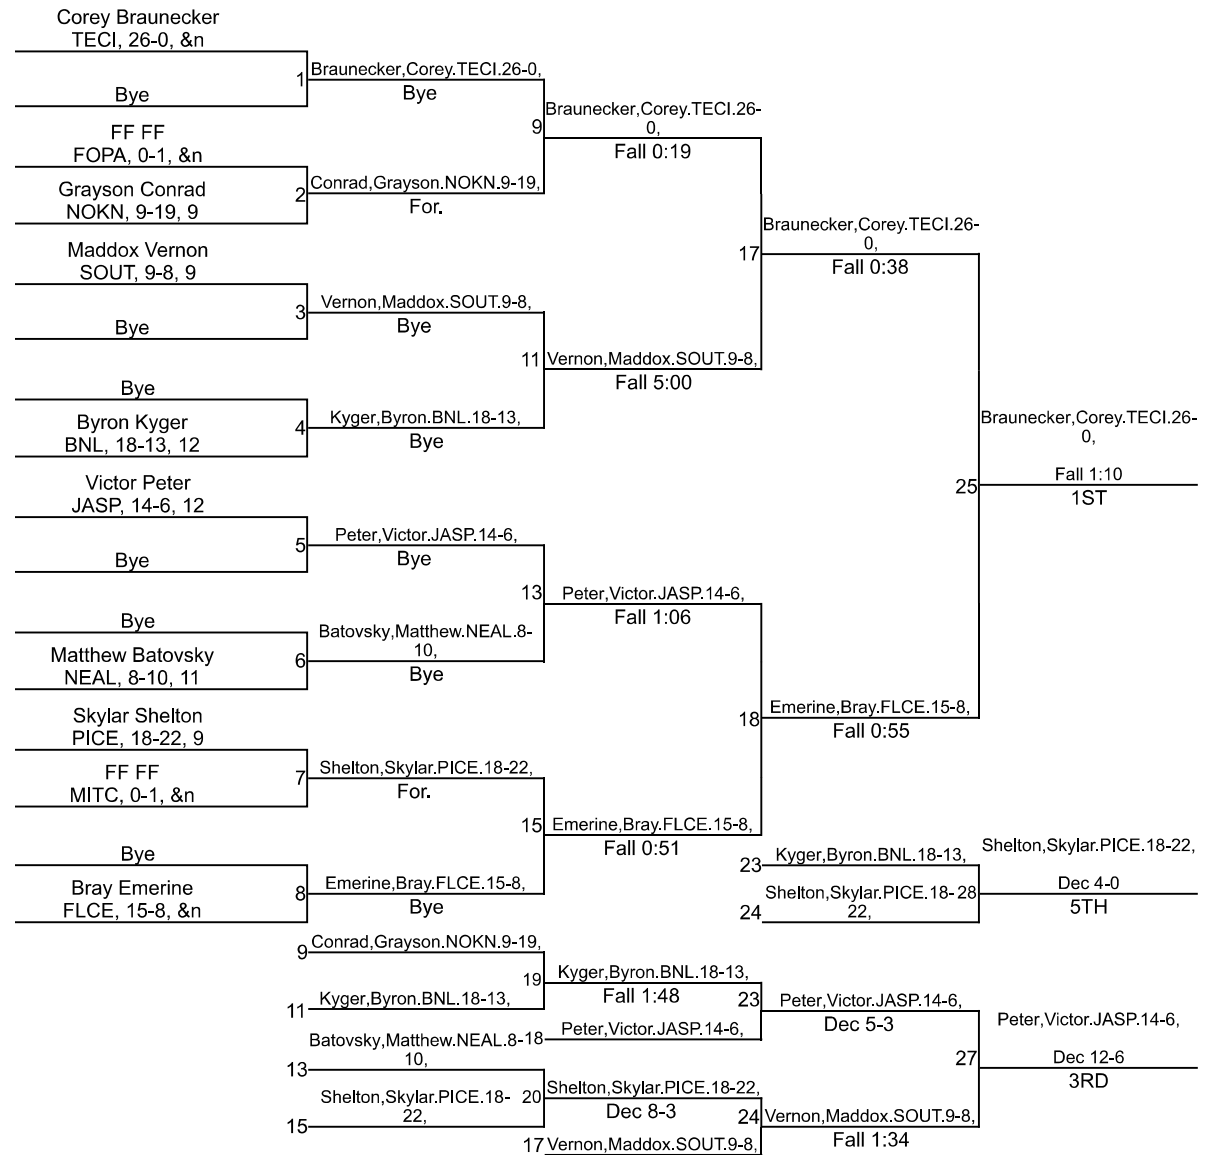 Corey Braunecker
TECI, 26-0, &n
Bye
1
Braunecker,Corey.TECI.26-0,
Bye
FF FF
FOPA, 0-1, &n
Grayson Conrad
NOKN, 9-19, 9
2
Conrad,Grayson.NOKN.9-19,
For.
9
Braunecker,Corey.TECI.26-
0,
Fall 0:19
Maddox Vernon
SOUT, 9-8, 9
Bye
3
Vernon,Maddox.SOUT.9-8,
Bye
Bye
Byron Kyger
BNL, 18-13, 12
4
Kyger,Byron.BNL.18-13,
Bye
11
Vernon,Maddox.SOUT.9-8,
Fall 5:00
17
Braunecker,Corey.TECI.26-
0,
Fall 0:38
Victor Peter
JASP, 14-6, 12
Bye
5
Peter,Victor.JASP.14-6,
Bye
Bye
Matthew Batovsky
NEAL, 8-10, 11
6
Batovsky,Matthew.NEAL.8-
10,
Bye
13
Peter,Victor.JASP.14-6,
Fall 1:06
Skylar Shelton
PICE, 18-22, 9
FF FF
MITC, 0-1, &n
7
Shelton,Skylar.PICE.18-22,
For.
Bye
Bray Emerine
FLCE, 15-8, &n
8
Emerine,Bray.FLCE.15-8,
Bye
15
Emerine,Bray.FLCE.15-8,
Fall 0:51
18
Emerine,Bray.FLCE.15-8,
Fall 0:55
25
Braunecker,Corey.TECI.26-
0,
Fall 1:10
1ST
23
Kyger,Byron.BNL.18-13,
24
Shelton,Skylar.PICE.18-
22,
28
Shelton,Skylar.PICE.18-22,
Dec 4-0
5TH
9
Conrad,Grayson.NOKN.9-19,
11
Kyger,Byron.BNL.18-13,
19
Kyger,Byron.BNL.18-13,
Fall 1:48
18
Peter,Victor.JASP.14-6,
23
Peter,Victor.JASP.14-6,
Dec 5-3
13
Batovsky,Matthew.NEAL.8-
10,
15
Shelton,Skylar.PICE.18-
22,
20
Shelton,Skylar.PICE.18-22,
Dec 8-3
17
Vernon,Maddox.SOUT.9-8,
24
Vernon,Maddox.SOUT.9-8,
Fall 1:34
27
Peter,Victor.JASP.14-6,
Dec 12-6
3RD